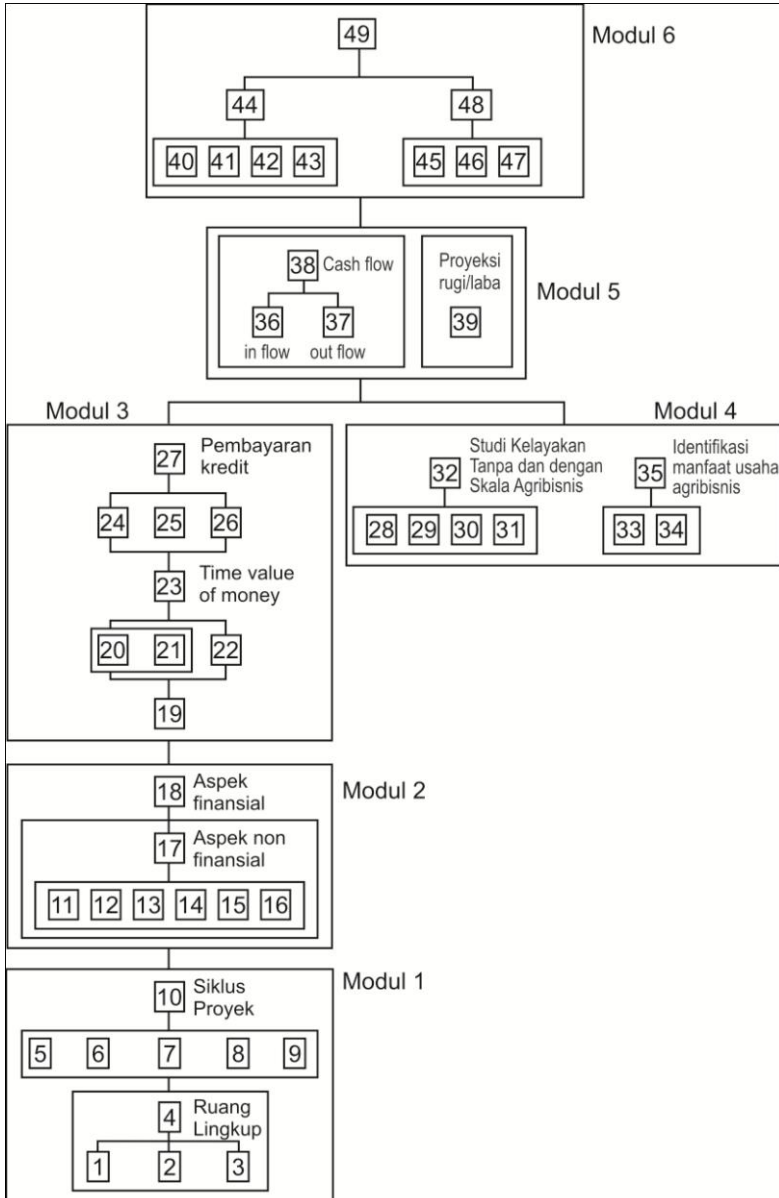 49
Modul 6
44
48
40 41 42 43
45 46 47
38 Cash flow
Proyeksi
rugi/laba
Modul 5
36
37
39
in flow
out flow
Modul 3
Modul 4
27 Pembayaran
kredit
32 Studi Kelayakan
Tanpa dan dengan
Skala Agribisnis
35 Identifikasi
manfaat usaha
agribisnis
24 25 26
28 29 30 31
33 34
23 Time value
of money
20 21 22
19
18 Aspek
finansial
Modul 2
17 Aspek non
finansial
11 12 13 14 15 16
10 Siklus
Proyek
Modul 1
5 6 7 8 9
4 Ruang
Lingkup
1 2 3